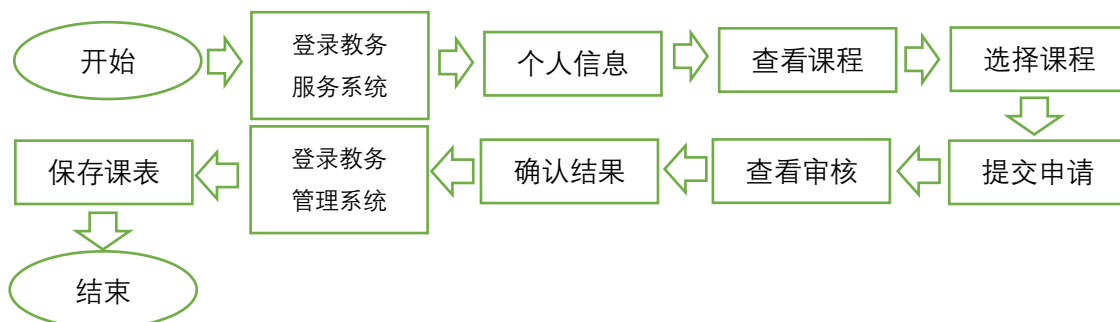 开始
登录教务
服务系统
个人信息
查看课程
选择课程
提交申请
查看审核
确认结果
登录教务
管理系统
保存课表
结束